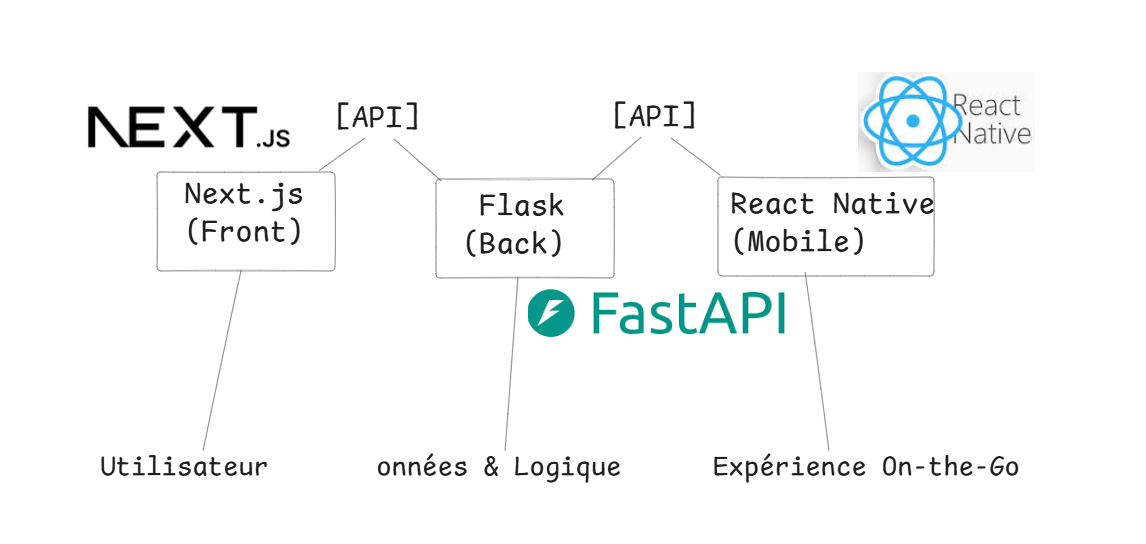 NEXT.JS
[API]
[API]
React
Native
Next.js
(Front)
Flask
(Back)
React Native
(Mobile)
FastAPI
Utilisateur
onnées & Logique
Expérience On-the-Go